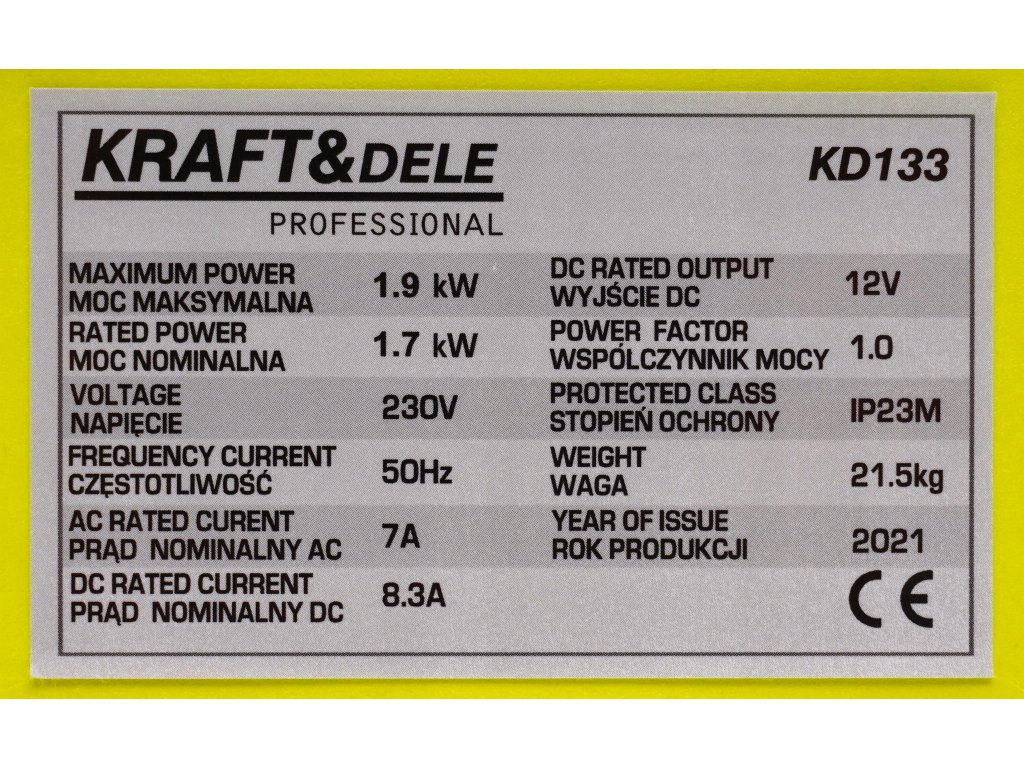 KRAFT&DELE
PROFESSIONAL
KD133
MAXIMUM POWER
MOC MAKSYMALNA
1.9 kW
RATED POWER
MOC NOMINALNA
1.7 kW
VOLTAGE
NAPIĘCIE
230V
FREQUENCY CURRENT
CZĘSTOTLIWOŚĆ
50Hz
AC RATED CURENT
PRĄD NOMINALNY AC
7A
DC RATED CURRENT
PRĄD NOMINALNY DC
8.3A
DC RATED OUTPUT
WYJŚCIE DC
12V
POWER FACTOR
WSPÓLCZYNNIK MOCY
1.0
PROTECTED CLASS
STOPIEŃ OCHRONY
IP23M
WEIGHT
WAGA
21.5kg
YEAR OF ISSUE
ROK PRODUKCJI
2021
CE